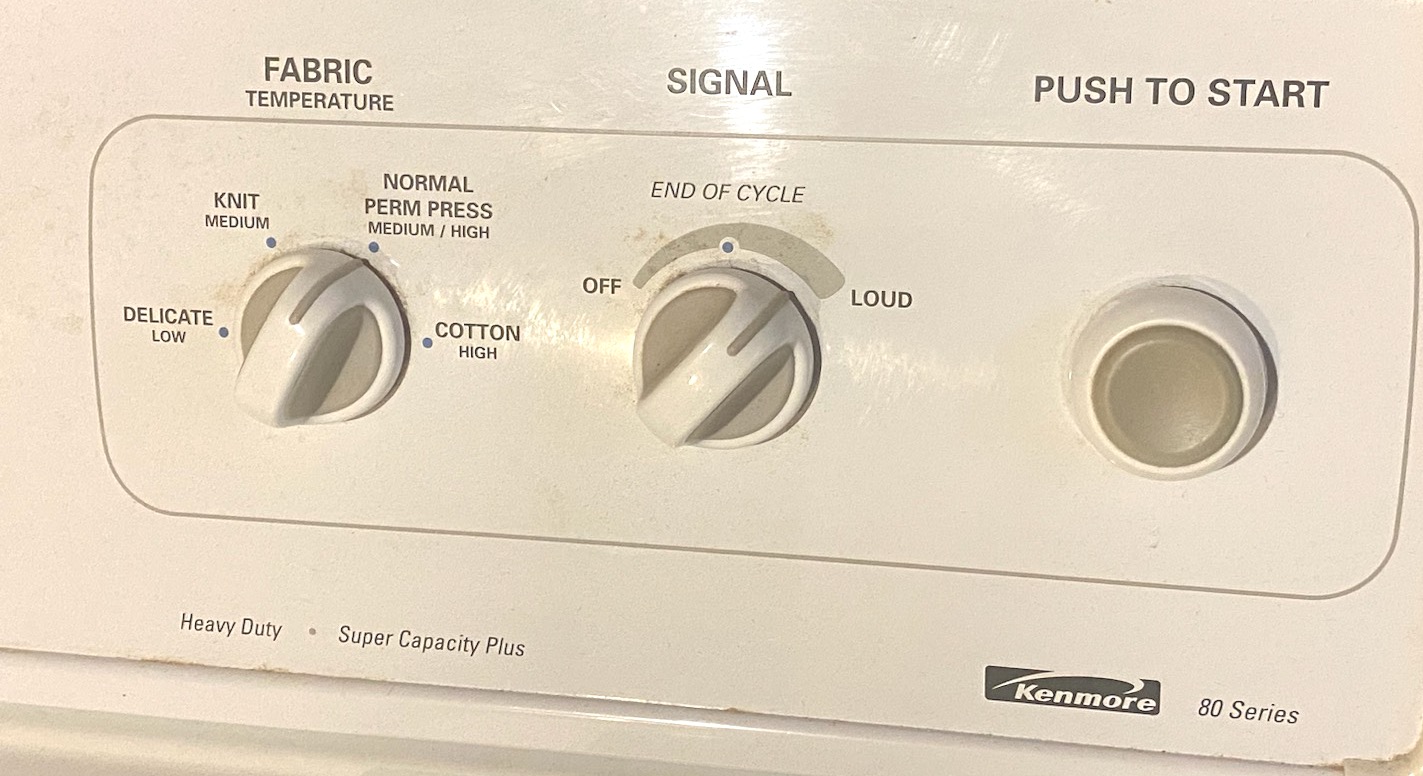 FABRIC
TEMPERATURE
SIGNAL
PUSH TO START
KNIT
MEDIUM
NORMAL
PERM PRESS
MEDIUM / HIGH
DELICATE
LOW
COTTON
HIGH
END OF CYCLE
OFF
LOUD
Heavy Duty • Super Capacity Plus
Kenmore 80 Series